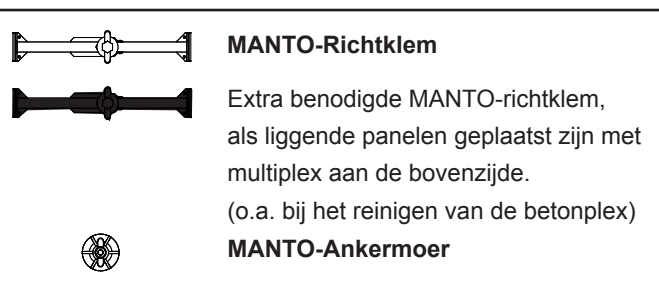 MANTO-Richtklem
Extra benodigde MANTO-richtklem,
als liggende panelen geplaatst zijn met
multiplex aan de bovenzijde.
(o.a. bij het reinigen van de betonplex)
MANTO-Ankermoer